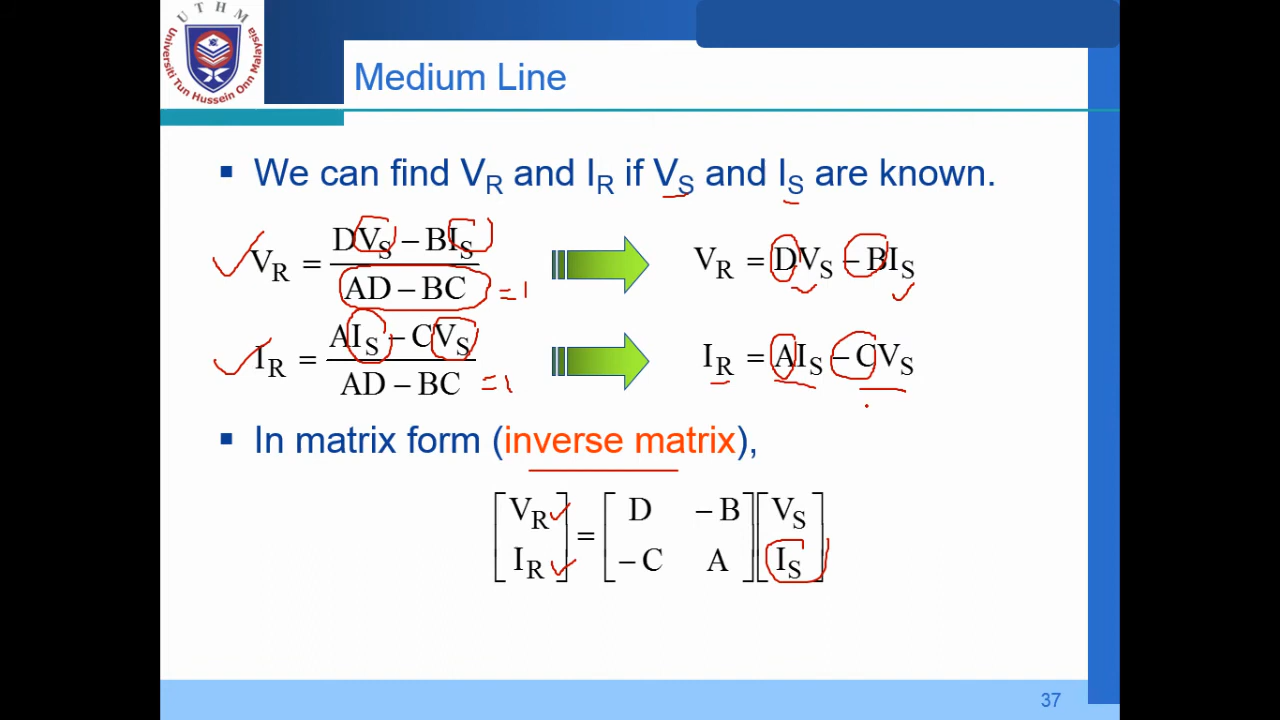 UTHM
Universiti Tun Hussein Onn Malaysia
Medium Line
▪ We can find V_R and I_R if V_S and I_S are known.
V_R = (DV_S − BI_S) / (AD − BC) =1
V_R = DV_S − BI_S
I_R = (AI_S − CV_S) / (AD − BC) =1
I_R = AI_S − CV_S
▪ In matrix form (inverse matrix),
[V_R; I_R] = [D −B; −C A] [V_S; I_S]
37